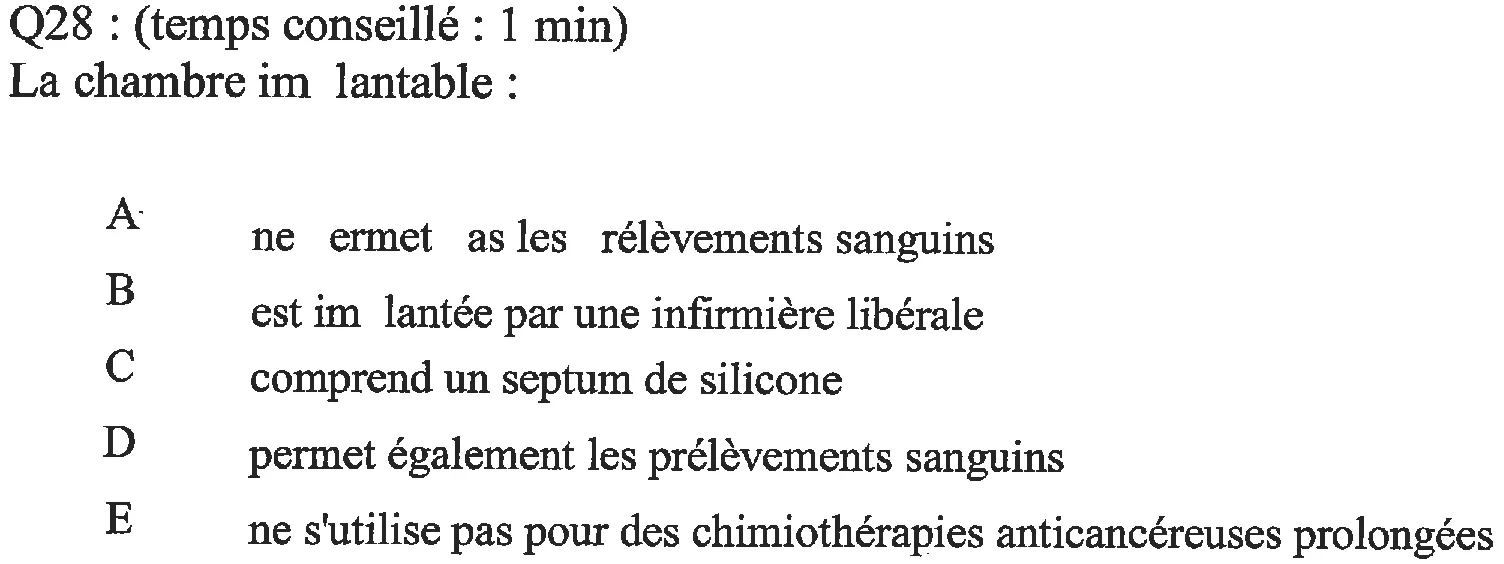 Q28 : (temps conseillé : 1 min)
La chambre im lantable :
A
ne ermet as les rélèvements sanguins
B
est im lantée par une infirmière libérale
C
comprend un septum de silicone
D
permet également les prélèvements sanguins
E
ne s'utilise pas pour des chimiothérapies anticancéreuses prolongées